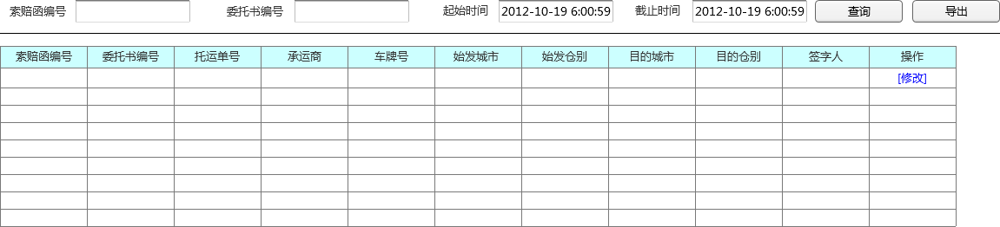 索赔函编号 委托书编号 起始时间 2012-10-19 6:00:59 截止时间 2012-10-19 6:00:59 查询 导出
索赔函编号 委托书编号 托运单号 承运商 车牌号 始发城市 始发仓别 目的城市 目的仓别 签字人 操作
[修改]